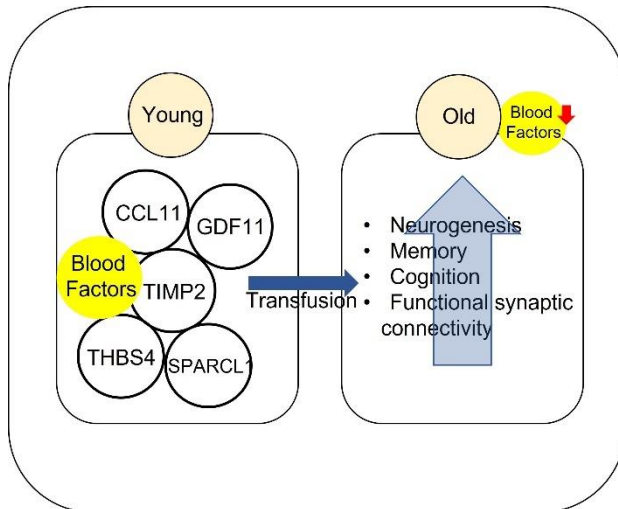 Young
CCL11
GDF11
Blood
Factors
TIMP2
THBS4
SPARCL1
Transfusion
Old
Blood
Factors
• Neurogenesis
• Memory
• Cognition
• Functional synaptic
connectivity